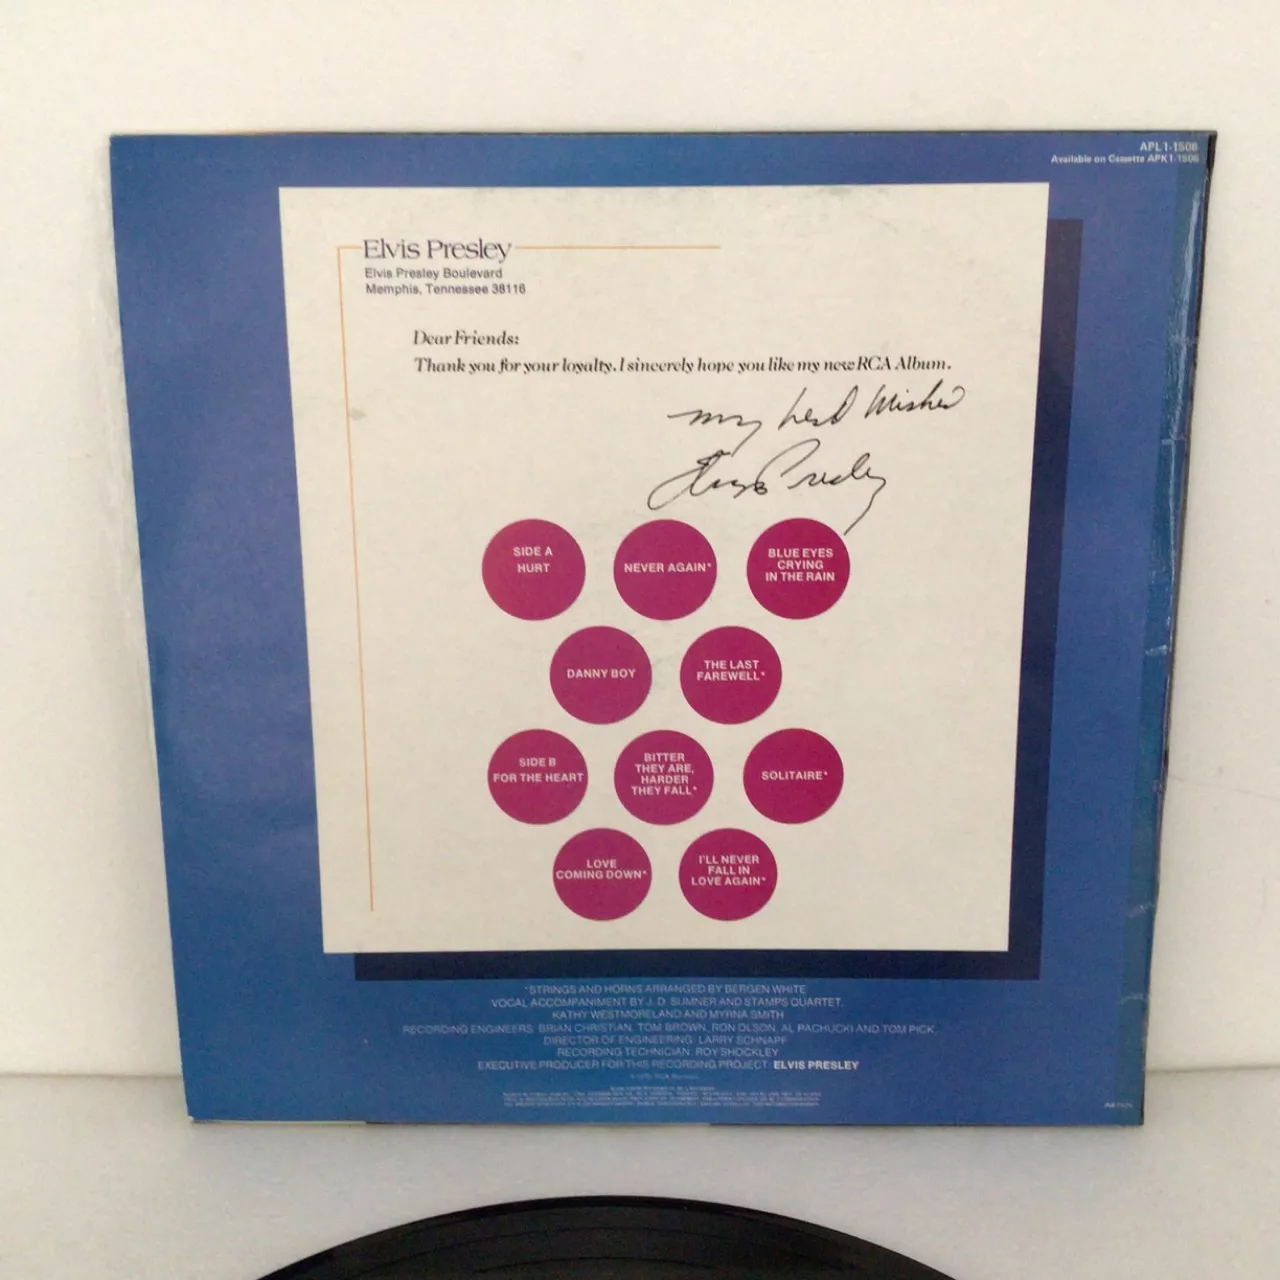 APL1-1506
Available on Cassette APK1-1506
Elvis Presley
Elvis Presley Boulevard
Memphis, Tennessee 38116
Dear Friends:
Thank you for your loyalty. I sincerely hope you like my new RCA Album.
My best Wishes
Elvis Presley
SIDE A
HURT
NEVER AGAIN*
BLUE EYES
CRYING
IN THE RAIN
DANNY BOY
THE LAST
FAREWELL*
SIDE B
FOR THE HEART
BITTER
THEY ARE,
HARDER
THEY FALL*
SOLITAIRE*
LOVE
COMING DOWN*
I'LL NEVER
FALL IN
LOVE AGAIN*
*STRINGS AND HORNS ARRANGED BY BERGEN WHITE
VOCAL ACCOMPANIMENT BY J. D. SUMNER AND STAMPS QUARTET,
KATHY WESTMORELAND AND MYRNA SMITH
RECORDING ENGINEERS: BRIAN CHRISTIAN, TOM BROWN, RON OLSON, AL PACHUCKI AND TOM PICK
DIRECTOR OF ENGINEERING: LARRY SCHNAPF
RECORDING TECHNICIAN: ROY SHOCKLEY
EXECUTIVE PRODUCER FOR THIS RECORDING PROJECT: ELVIS PRESLEY